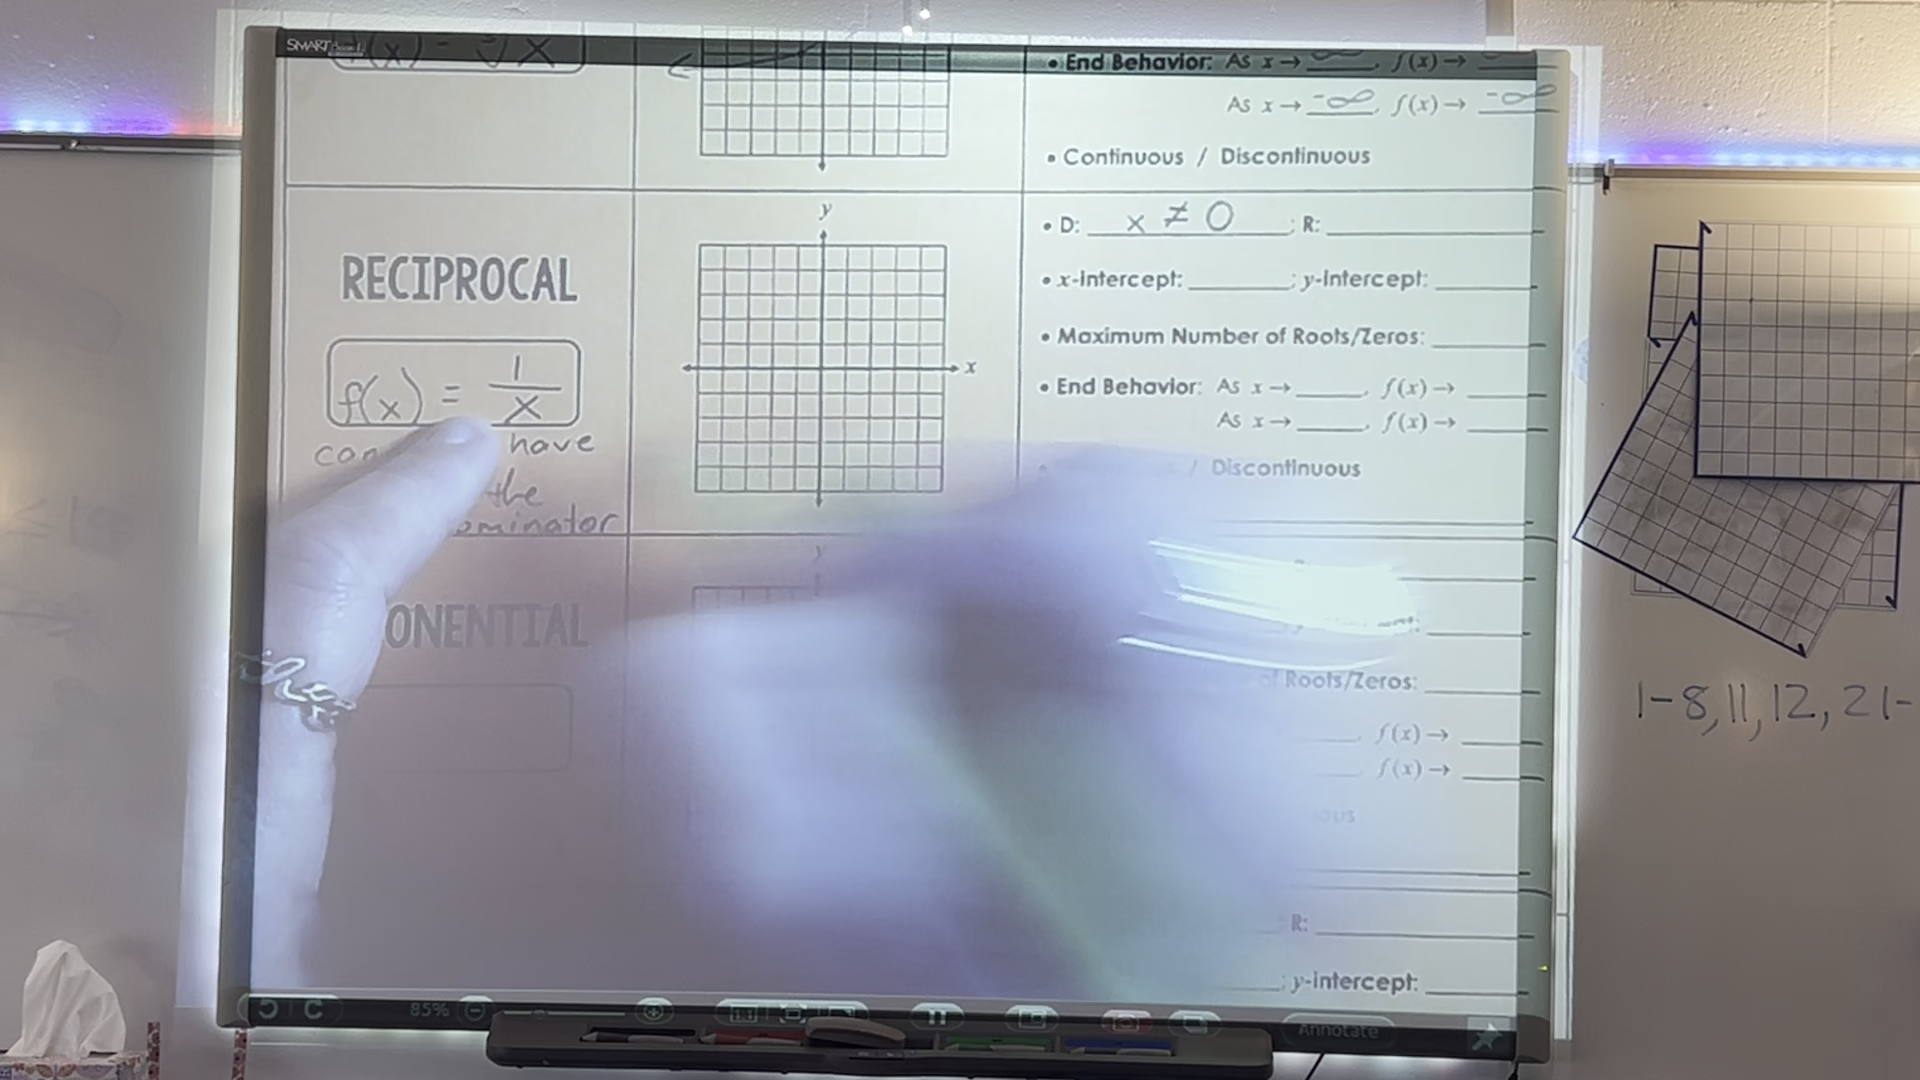 SMART
f(x) = ∛x
• End Behavior: As x → ∞, f(x) →
As x → -∞, f(x) → -∞
• Continuous / Discontinuous
y
x
RECIPROCAL
f(x) = 1/x
have
the
• D: x ≠ 0 ; R:
• x-intercept: ; y-intercept:
• Maximum Number of Roots/Zeros:
• End Behavior: As x → , f(x) →
As x → , f(x) →
/ Discontinuous
y
ONENTIAL
Roots/Zeros:
f(x) →
f(x) →
R:
; y-intercept:
1-8, 11, 12, 21-
85%
Annotate